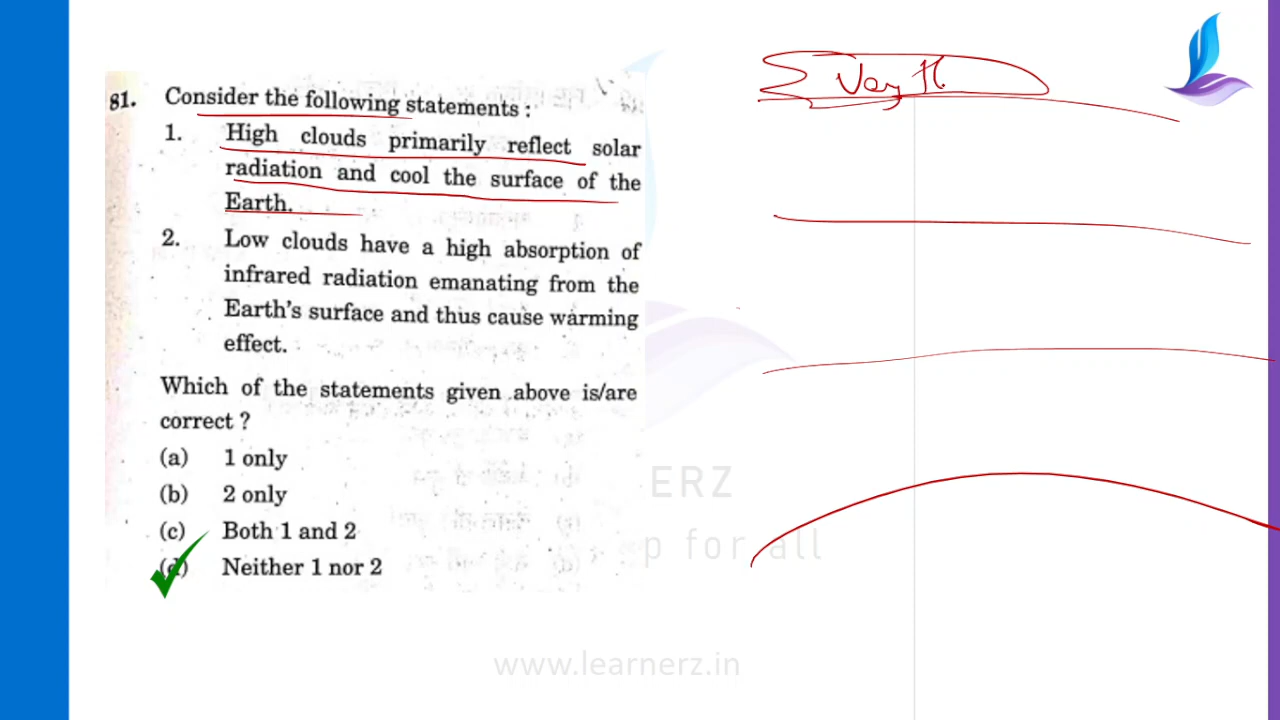 81. Consider the following statements :
1. High clouds primarily reflect solar
radiation and cool the surface of the
Earth.
2. Low clouds have a high absorption of
infrared radiation emanating from the
Earth's surface and thus cause warming
effect.
Which of the statements given above is/are
correct ?
(a) 1 only
(b) 2 only
(c) Both 1 and 2
(d) Neither 1 nor 2
ERZ
p for all
www.learnerz.in